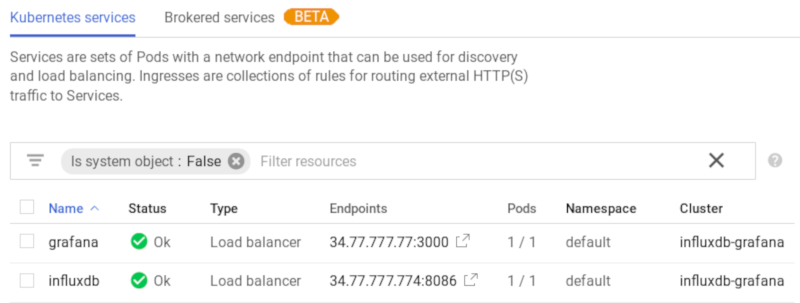 Kubernetes services Brokered services BETA
Services are sets of Pods with a network endpoint that can be used for discovery
and load balancing. Ingresses are collections of rules for routing external HTTP(S)
traffic to Services.
Is system object : False Filter resources
Name Status Type Endpoints Pods Namespace Cluster
grafana Ok Load balancer 34.77.777.77:3000 1 / 1 default influxdb-grafana
influxdb Ok Load balancer 34.77.777.774:8086 1 / 1 default influxdb-grafana